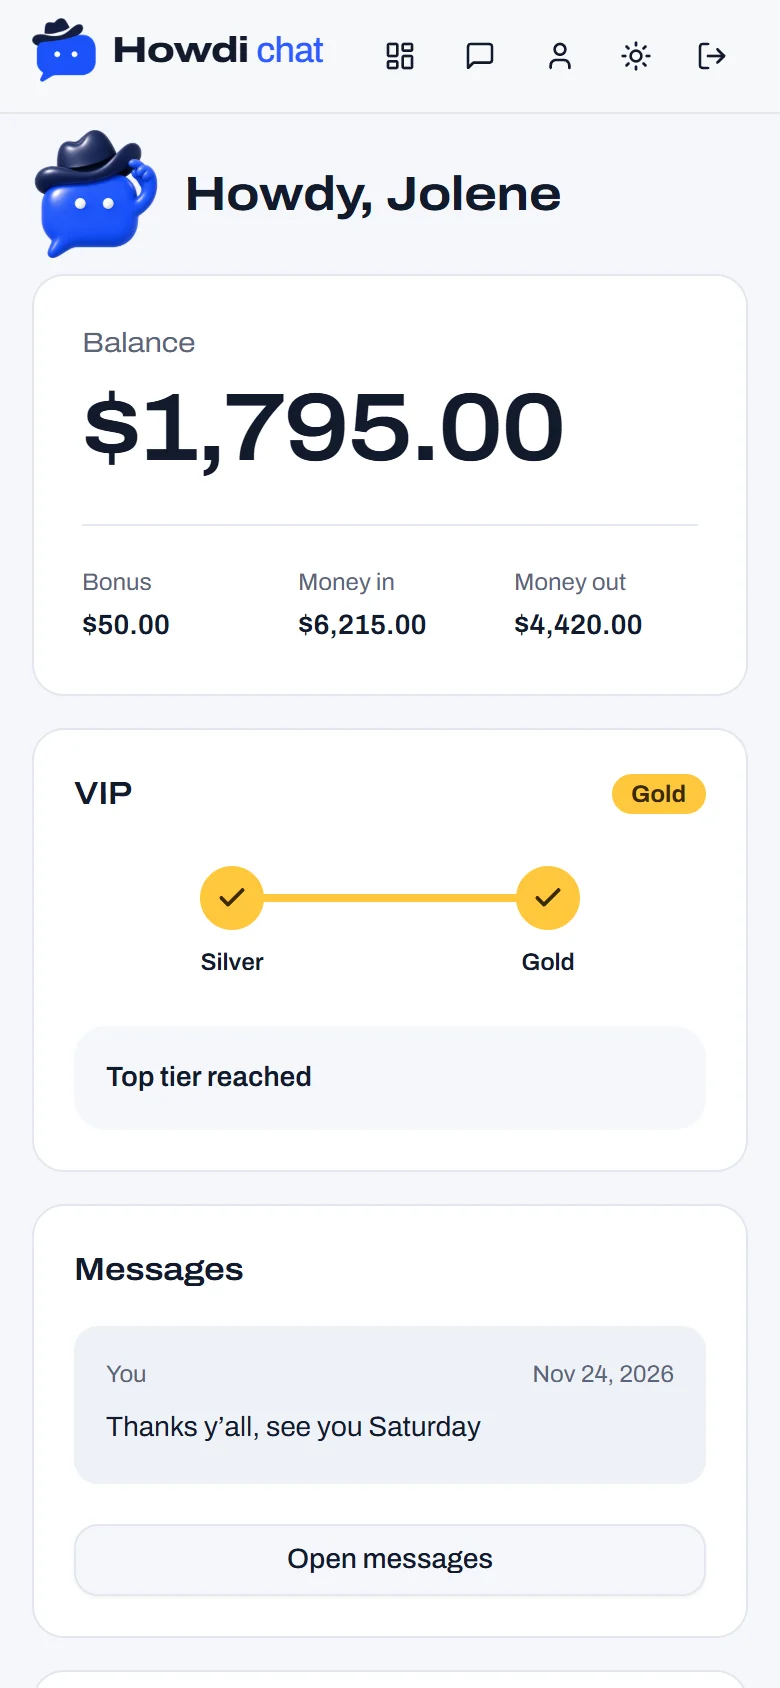 Howdi chat
Howdy, Jolene
Balance
$1,795.00
Bonus Money in Money out
$50.00 $6,215.00 $4,420.00
VIP Gold
Silver Gold
Top tier reached
Messages
You Nov 24, 2026
Thanks y’all, see you Saturday
Open messages